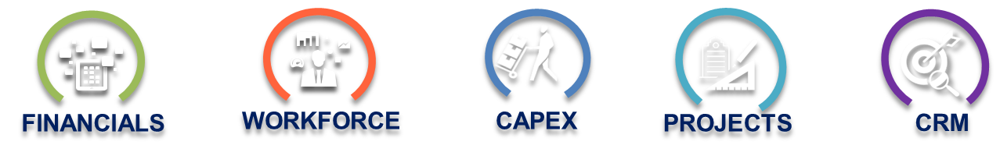 FINANCIALS
WORKFORCE
CAPEX
PROJECTS
CRM